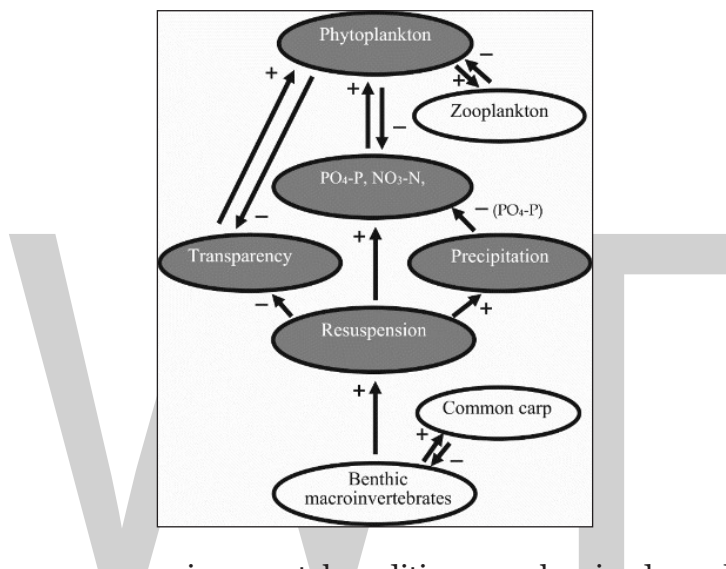 Phytoplankton
+
−
+
Zooplankton
+
−
PO₄-P, NO₃-N,
−
− (PO₄-P)
Transparency
+
Precipitation
−
+
Resuspension
+
Common carp
+
−
Benthic
macroinvertebrates